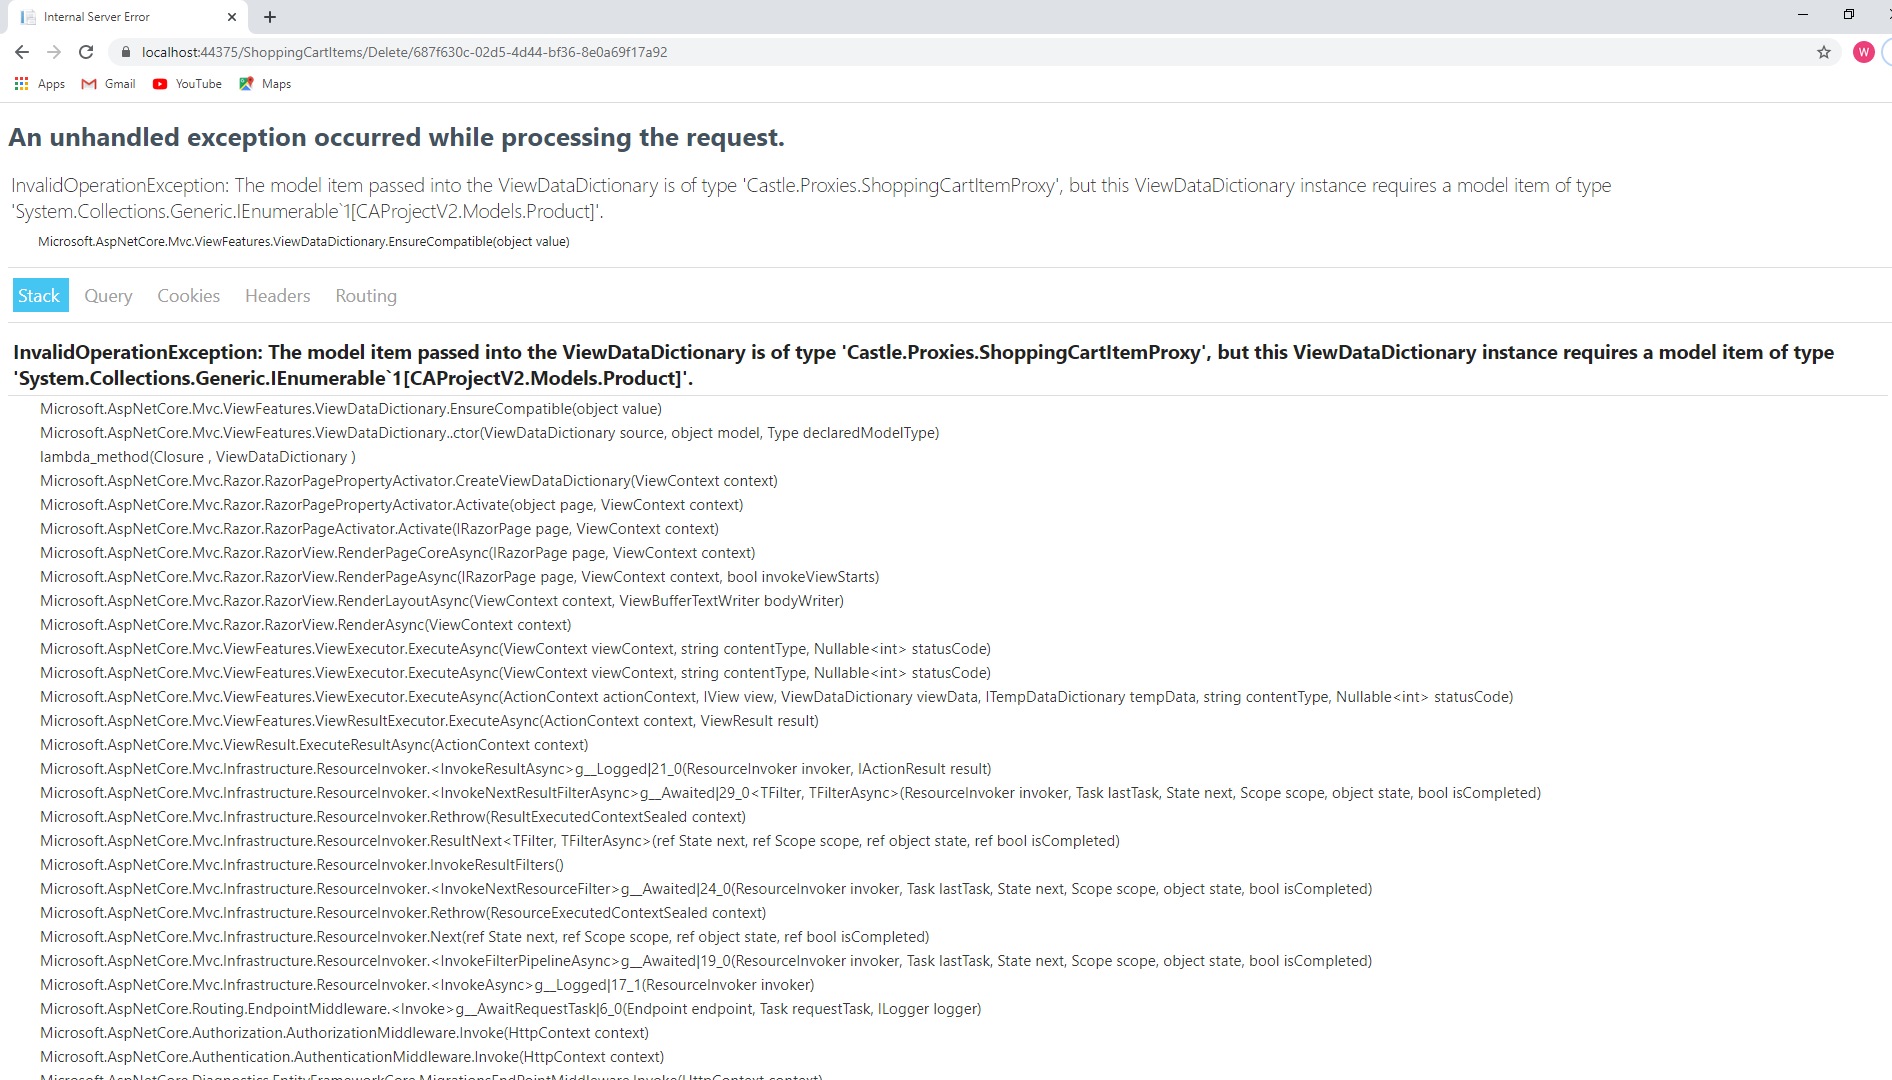 Internal Server Error
localhost:44375/ShoppingCartItems/Delete/687f630c-02d5-4d44-bf36-8e0a69f17a92
W
Apps Gmail YouTube Maps
An unhandled exception occurred while processing the request.
InvalidOperationException: The model item passed into the ViewDataDictionary is of type 'Castle.Proxies.ShoppingCartItemProxy', but this ViewDataDictionary instance requires a model item of type
'System.Collections.Generic.IEnumerable`1[CAProjectV2.Models.Product]'.
Microsoft.AspNetCore.Mvc.ViewFeatures.ViewDataDictionary.EnsureCompatible(object value)
Stack Query Cookies Headers Routing
InvalidOperationException: The model item passed into the ViewDataDictionary is of type 'Castle.Proxies.ShoppingCartItemProxy', but this ViewDataDictionary instance requires a model item of type
'System.Collections.Generic.IEnumerable`1[CAProjectV2.Models.Product]'.
Microsoft.AspNetCore.Mvc.ViewFeatures.ViewDataDictionary.EnsureCompatible(object value)
Microsoft.AspNetCore.Mvc.ViewFeatures.ViewDataDictionary..ctor(ViewDataDictionary source, object model, Type declaredModelType)
lambda_method(Closure , ViewDataDictionary )
Microsoft.AspNetCore.Mvc.Razor.RazorPagePropertyActivator.CreateViewDataDictionary(ViewContext context)
Microsoft.AspNetCore.Mvc.Razor.RazorPagePropertyActivator.Activate(object page, ViewContext context)
Microsoft.AspNetCore.Mvc.Razor.RazorPageActivator.Activate(IRazorPage page, ViewContext context)
Microsoft.AspNetCore.Mvc.Razor.RazorView.RenderPageCoreAsync(IRazorPage page, ViewContext context)
Microsoft.AspNetCore.Mvc.Razor.RazorView.RenderPageAsync(IRazorPage page, ViewContext context, bool invokeViewStarts)
Microsoft.AspNetCore.Mvc.Razor.RazorView.RenderLayoutAsync(ViewContext context, ViewBufferTextWriter bodyWriter)
Microsoft.AspNetCore.Mvc.Razor.RazorView.RenderAsync(ViewContext context)
Microsoft.AspNetCore.Mvc.ViewFeatures.ViewExecutor.ExecuteAsync(ViewContext viewContext, string contentType, Nullable<int> statusCode)
Microsoft.AspNetCore.Mvc.ViewFeatures.ViewExecutor.ExecuteAsync(ViewContext viewContext, string contentType, Nullable<int> statusCode)
Microsoft.AspNetCore.Mvc.ViewFeatures.ViewExecutor.ExecuteAsync(ActionContext actionContext, IView view, ViewDataDictionary viewData, ITempDataDictionary tempData, string contentType, Nullable<int> statusCode)
Microsoft.AspNetCore.Mvc.ViewFeatures.ViewResultExecutor.ExecuteAsync(ActionContext context, ViewResult result)
Microsoft.AspNetCore.Mvc.ViewResult.ExecuteResultAsync(ActionContext context)
Microsoft.AspNetCore.Mvc.Infrastructure.ResourceInvoker.<InvokeResultAsync>g__Logged|21_0(ResourceInvoker invoker, IActionResult result)
Microsoft.AspNetCore.Mvc.Infrastructure.ResourceInvoker.<InvokeNextResultFilterAsync>g__Awaited|29_0<TFilter, TFilterAsync>(ResourceInvoker invoker, Task lastTask, State next, Scope scope, object state, bool isCompleted)
Microsoft.AspNetCore.Mvc.Infrastructure.ResourceInvoker.Rethrow(ResultExecutedContextSealed context)
Microsoft.AspNetCore.Mvc.Infrastructure.ResourceInvoker.ResultNext<TFilter, TFilterAsync>(ref State next, ref Scope scope, ref object state, ref bool isCompleted)
Microsoft.AspNetCore.Mvc.Infrastructure.ResourceInvoker.InvokeResultFilters()
Microsoft.AspNetCore.Mvc.Infrastructure.ResourceInvoker.<InvokeNextResourceFilter>g__Awaited|24_0(ResourceInvoker invoker, Task lastTask, State next, Scope scope, object state, bool isCompleted)
Microsoft.AspNetCore.Mvc.Infrastructure.ResourceInvoker.Rethrow(ResourceExecutedContextSealed context)
Microsoft.AspNetCore.Mvc.Infrastructure.ResourceInvoker.Next(ref State next, ref Scope scope, ref object state, ref bool isCompleted)
Microsoft.AspNetCore.Mvc.Infrastructure.ResourceInvoker.<InvokeFilterPipelineAsync>g__Awaited|19_0(ResourceInvoker invoker, Task lastTask, State next, Scope scope, object state, bool isCompleted)
Microsoft.AspNetCore.Mvc.Infrastructure.ResourceInvoker.<InvokeAsync>g__Logged|17_1(ResourceInvoker invoker)
Microsoft.AspNetCore.Routing.EndpointMiddleware.<Invoke>g__AwaitRequestTask|6_0(Endpoint endpoint, Task requestTask, ILogger logger)
Microsoft.AspNetCore.Authorization.AuthorizationMiddleware.Invoke(HttpContext context)
Microsoft.AspNetCore.Authentication.AuthenticationMiddleware.Invoke(HttpContext context)
Microsoft.AspNetCore.Diagnostics.EntityFrameworkCore.MigrationsEndPointMiddleware.Invoke(HttpContext context)